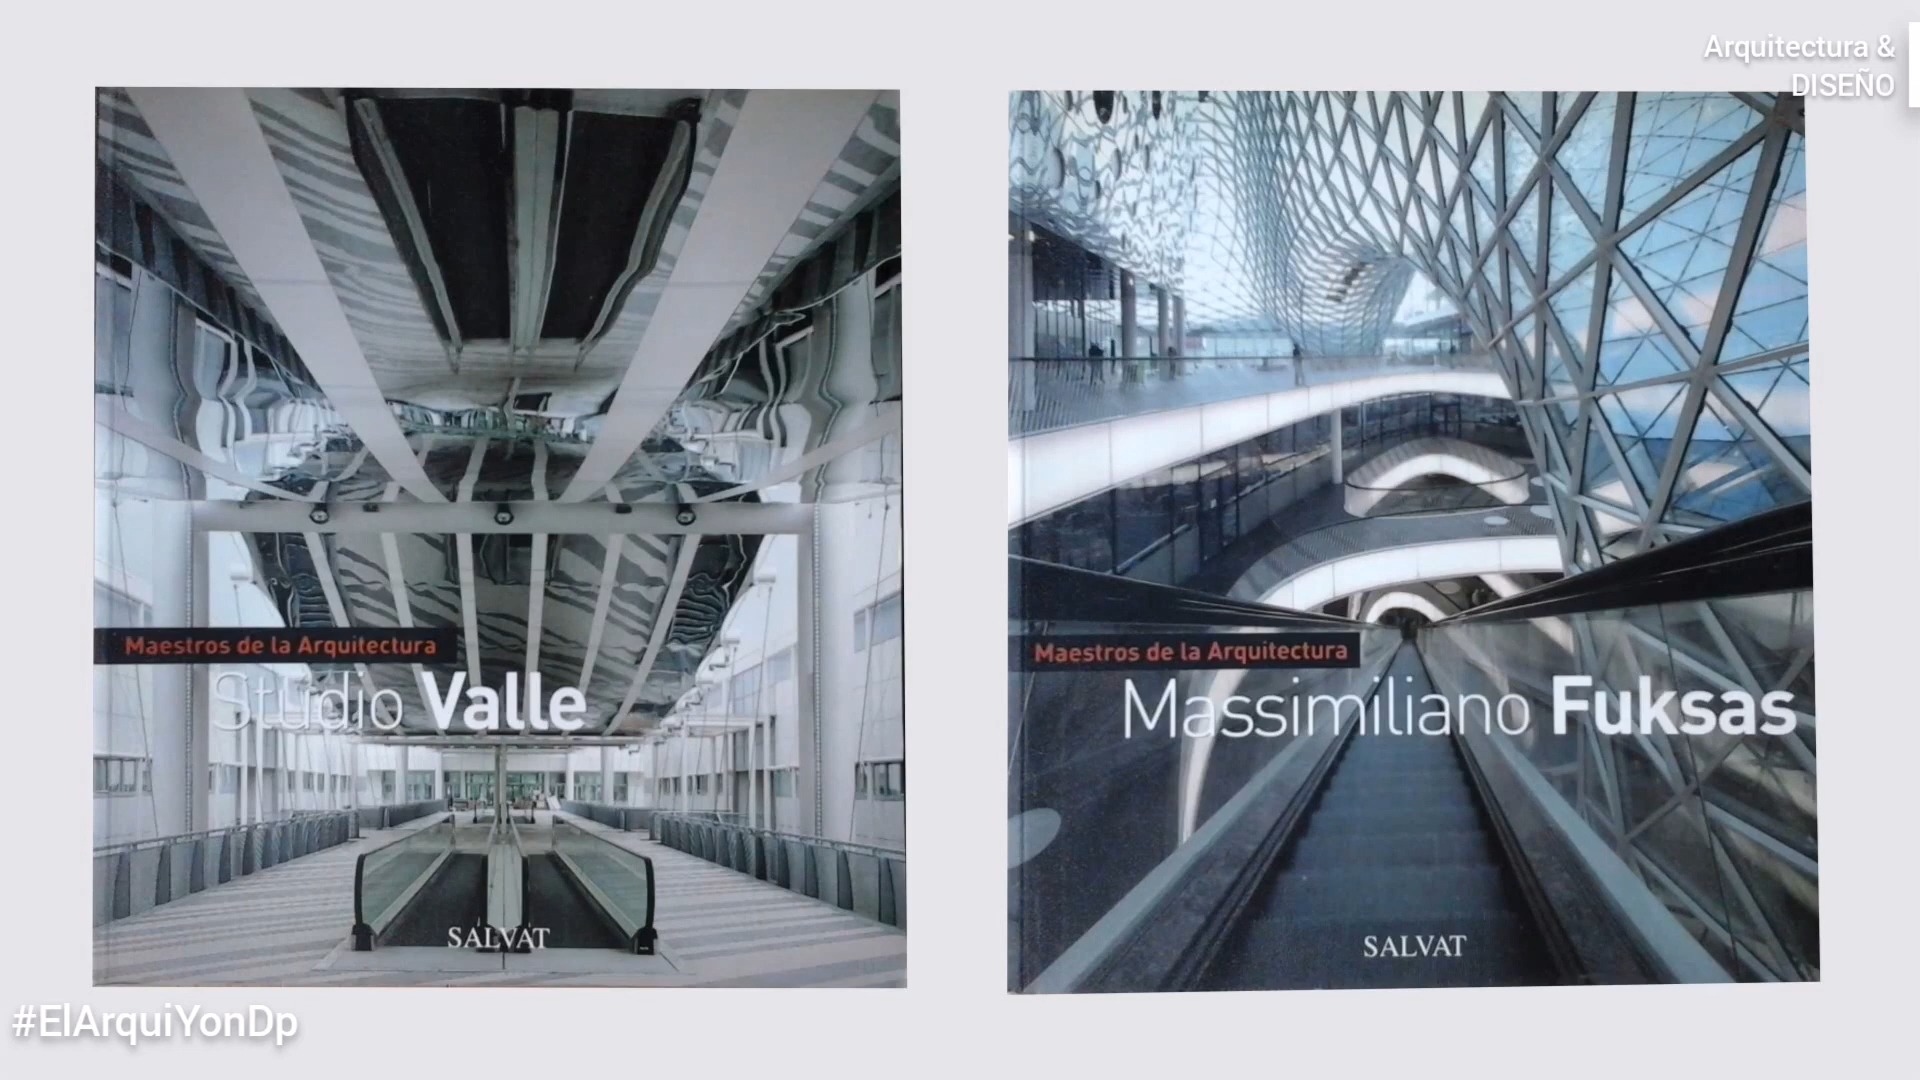 Arquitectura &
DISEÑO
Maestros de la Arquitectura
Studio Valle
SALVAT
Maestros de la Arquitectura
Massimiliano Fuksas
SALVAT
#ElArquiYonDp